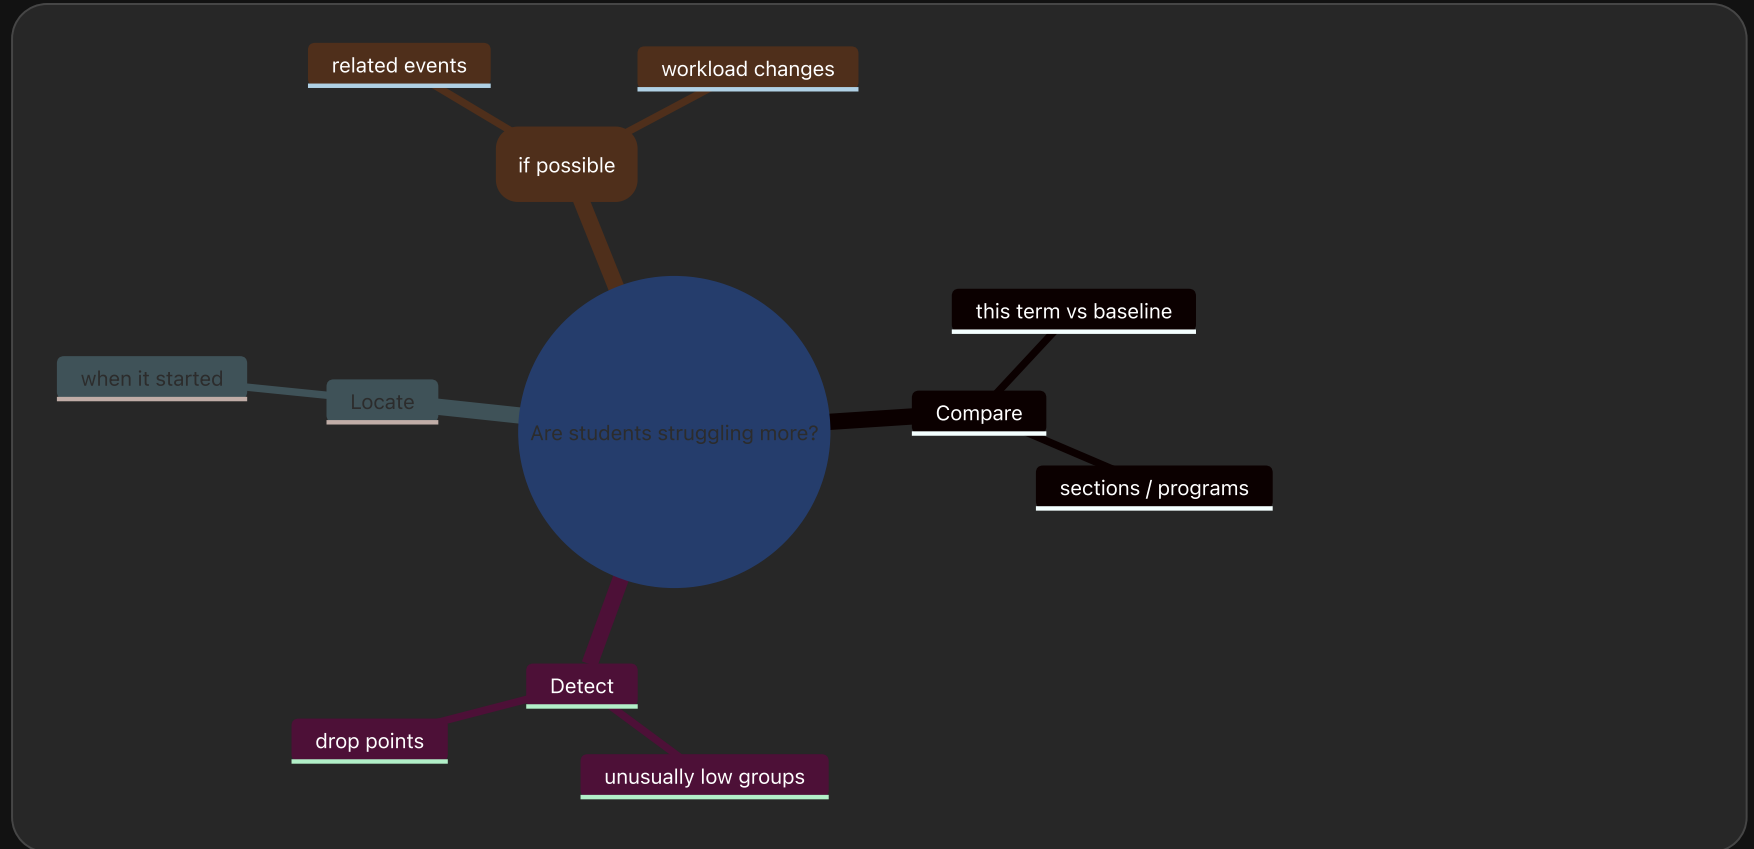 related events
workload changes
if possible
this term vs baseline
when it started
Locate
Compare
Are students struggling more?
sections / programs
Detect
drop points
unusually low groups